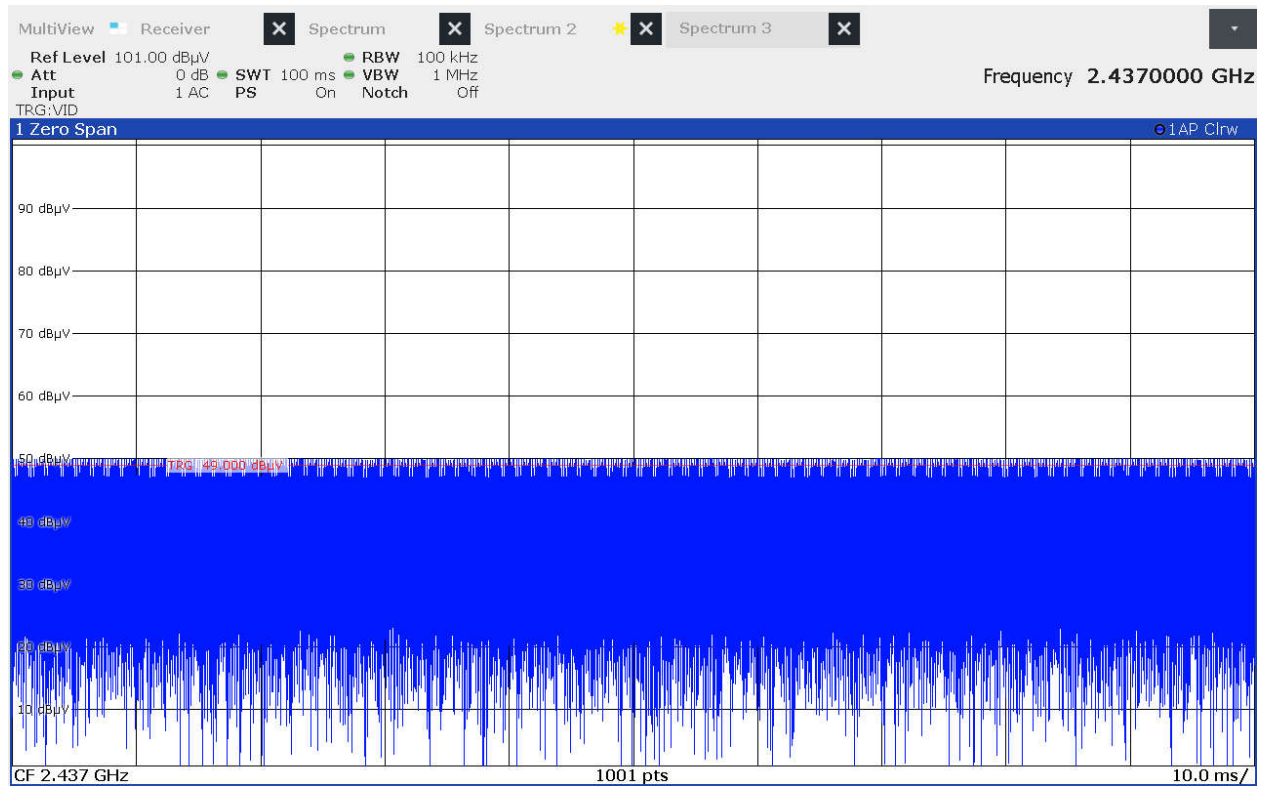 MultiView Receiver X Spectrum X Spectrum 2 X Spectrum 3 X
Ref Level 101.00 dBµV RBW 100 kHz
Att 0 dB SWT 100 ms VBW 1 MHz Frequency 2.4370000 GHz
Input 1 AC PS On Notch Off
TRG:VID
1 Zero Span 1AP Clrw
90 dBµV
80 dBµV
70 dBµV
60 dBµV
50 dBµV
TRG 49.000 dBµV
40 dBµV
30 dBµV
20 dBµV
10 dBµV
CF 2.437 GHz 1001 pts 10.0 ms/